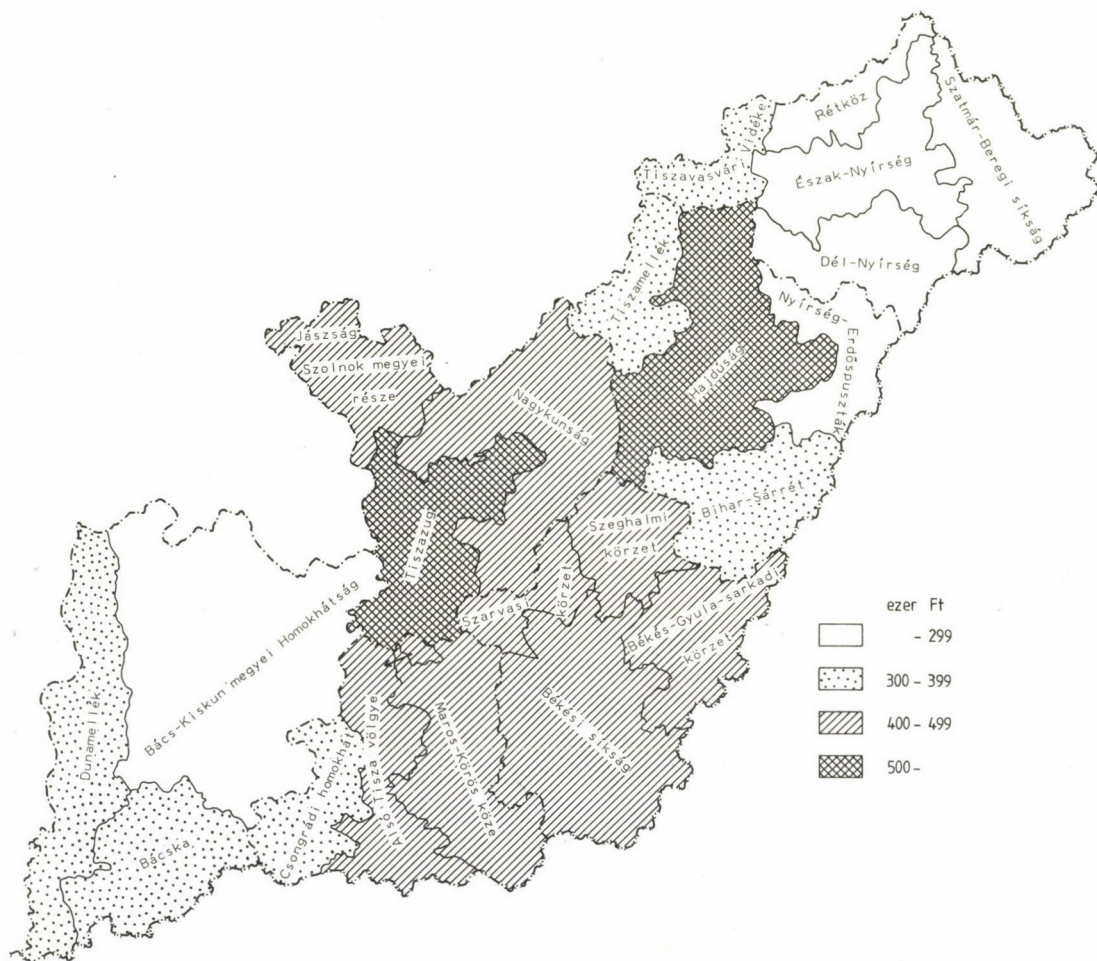 Rétköz
Szatmár-Beregi síkság
Tiszavasvári Vidéke
Észak-Nyírség
Dél-Nyírség
Tiszamellék
Nyírség-
Erdőspuszták
Jászság
Szolnok megyei
része
Hajdúság
Nagykunság
Bihar-Sárrét
Szeghalmi
körzet
Tiszazug
Szarvasi
körzet
Békés-Gyula-sarkadi
körzet
Bács-Kiskun megyei Homokhátság
Dunamellék
Békési síkság
Maros-Körös köze
Alsó Tisza völgye
Csongrádi homokhát
Bácska
ezer Ft
- 299
300 - 399
400 - 499
500 -